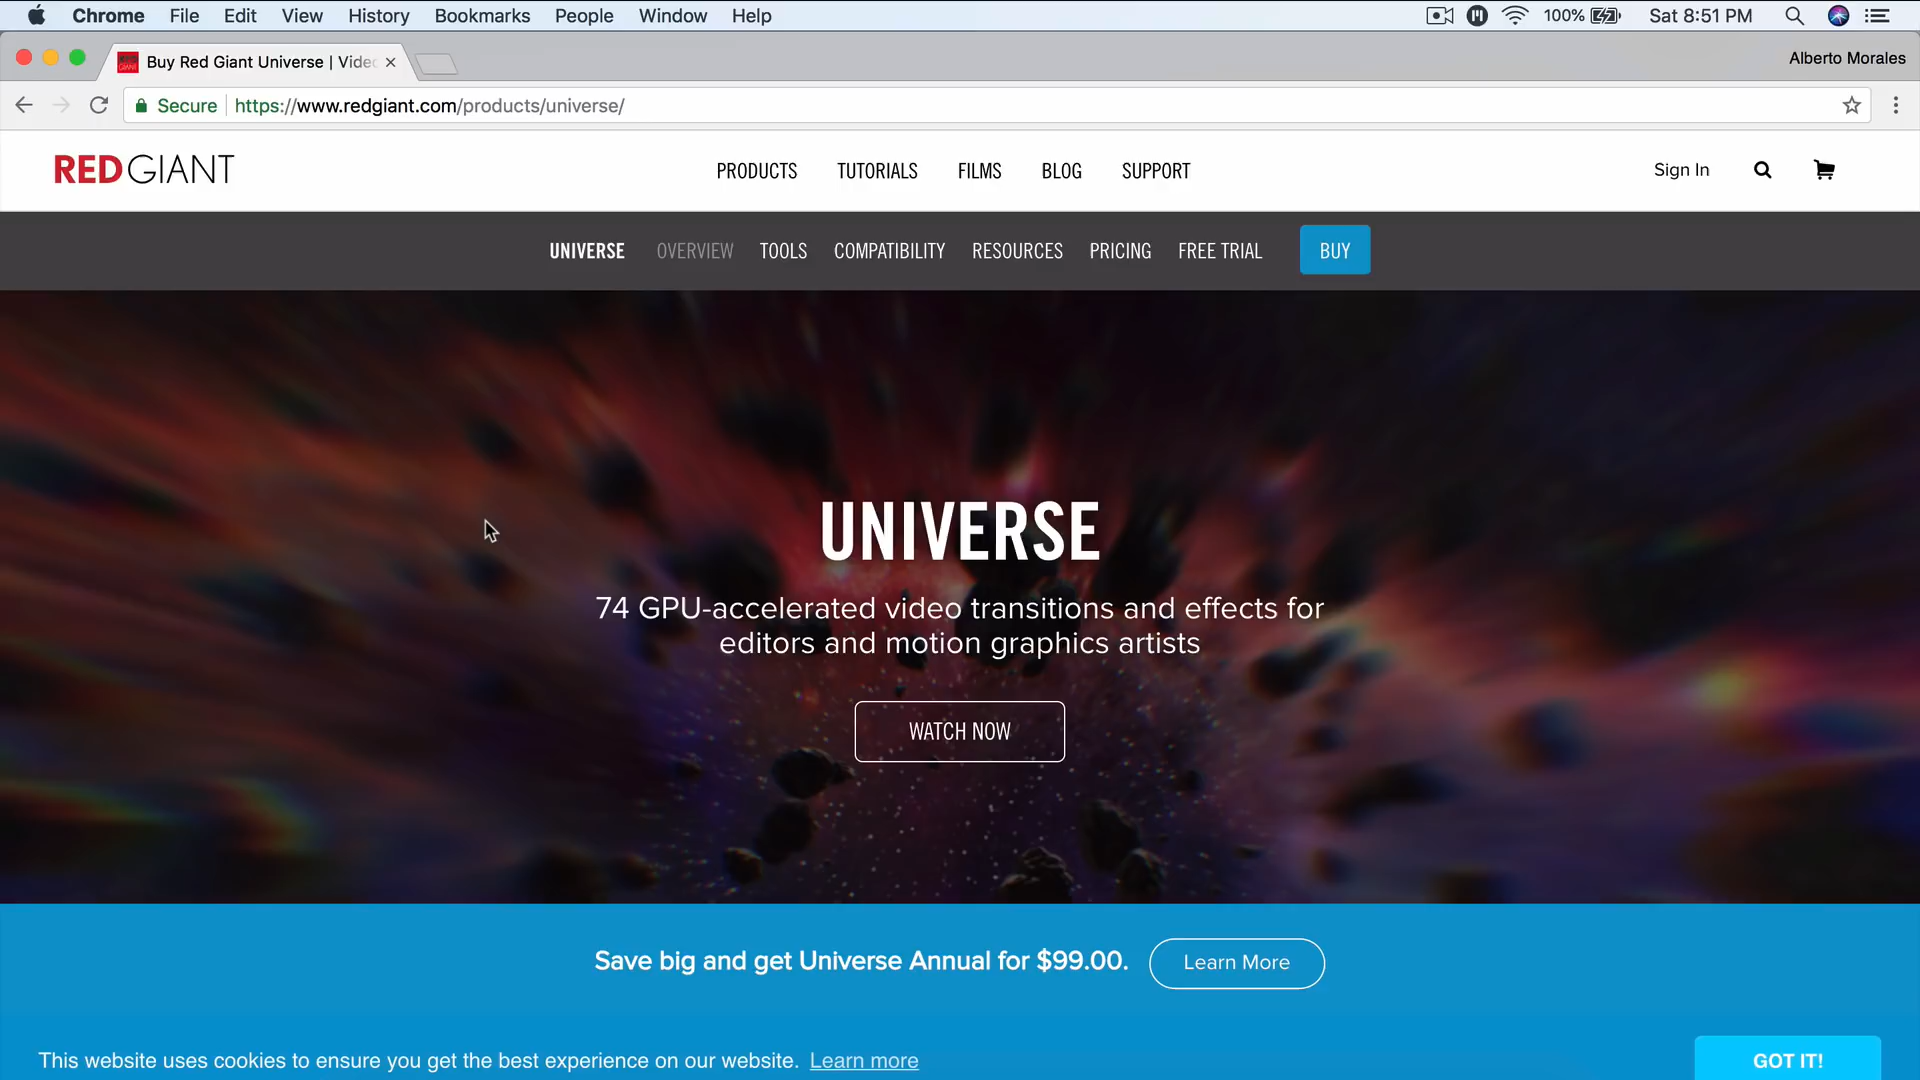 Chrome File Edit View History Bookmarks People Window Help 100% Sat 8:51 PM
Buy Red Giant Universe | Video
Alberto Morales
Secure https://www.redgiant.com/products/universe/
REDGIANT PRODUCTS TUTORIALS FILMS BLOG SUPPORT Sign In
UNIVERSE OVERVIEW TOOLS COMPATIBILITY RESOURCES PRICING FREE TRIAL BUY
UNIVERSE
74 GPU-accelerated video transitions and effects for
editors and motion graphics artists
WATCH NOW
Save big and get Universe Annual for $99.00. Learn More
This website uses cookies to ensure you get the best experience on our website. Learn more GOT IT!